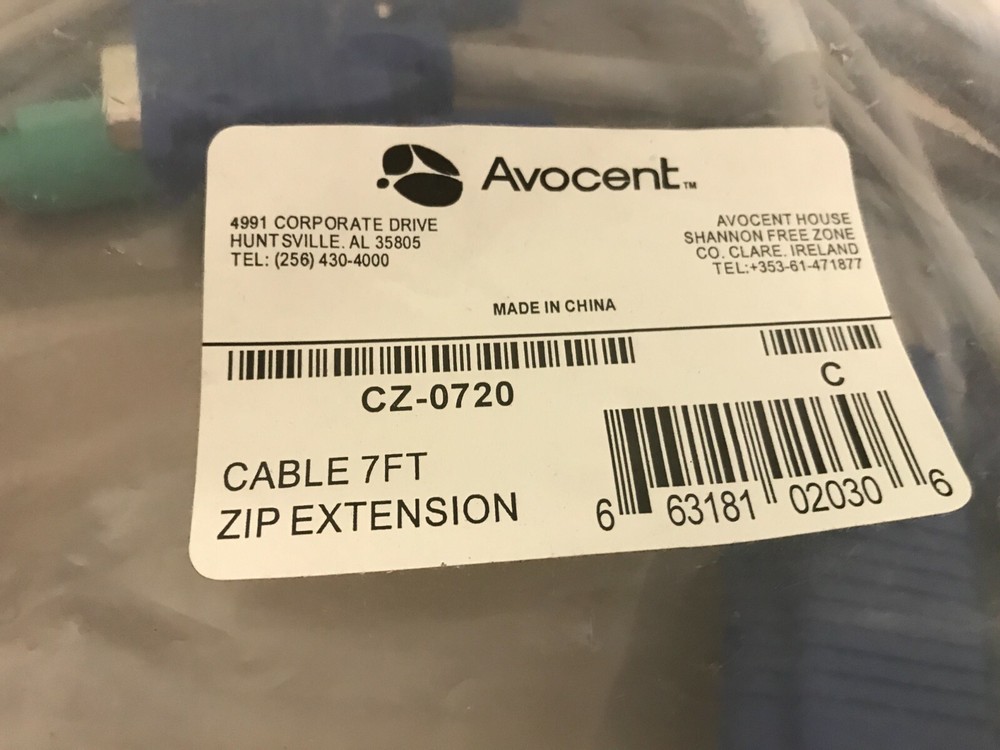 Avocent™
4991 CORPORATE DRIVE
HUNTSVILLE. AL 35805
TEL: (256) 430-4000
AVOCENT HOUSE
SHANNON FREE ZONE
CO. CLARE. IRELAND
TEL:+353-61-471877
MADE IN CHINA
CZ-0720
C
CABLE 7FT
ZIP EXTENSION
6 63181 02030 6